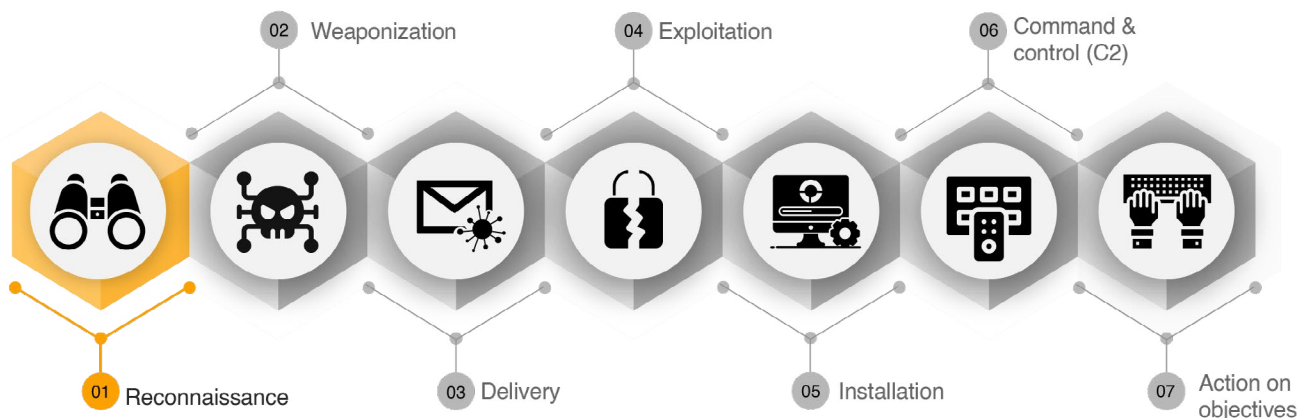 02 Weaponization
04 Exploitation
06 Command &
control (C2)
01 Reconnaissance
03 Delivery
05 Installation
07 Action on
objectives